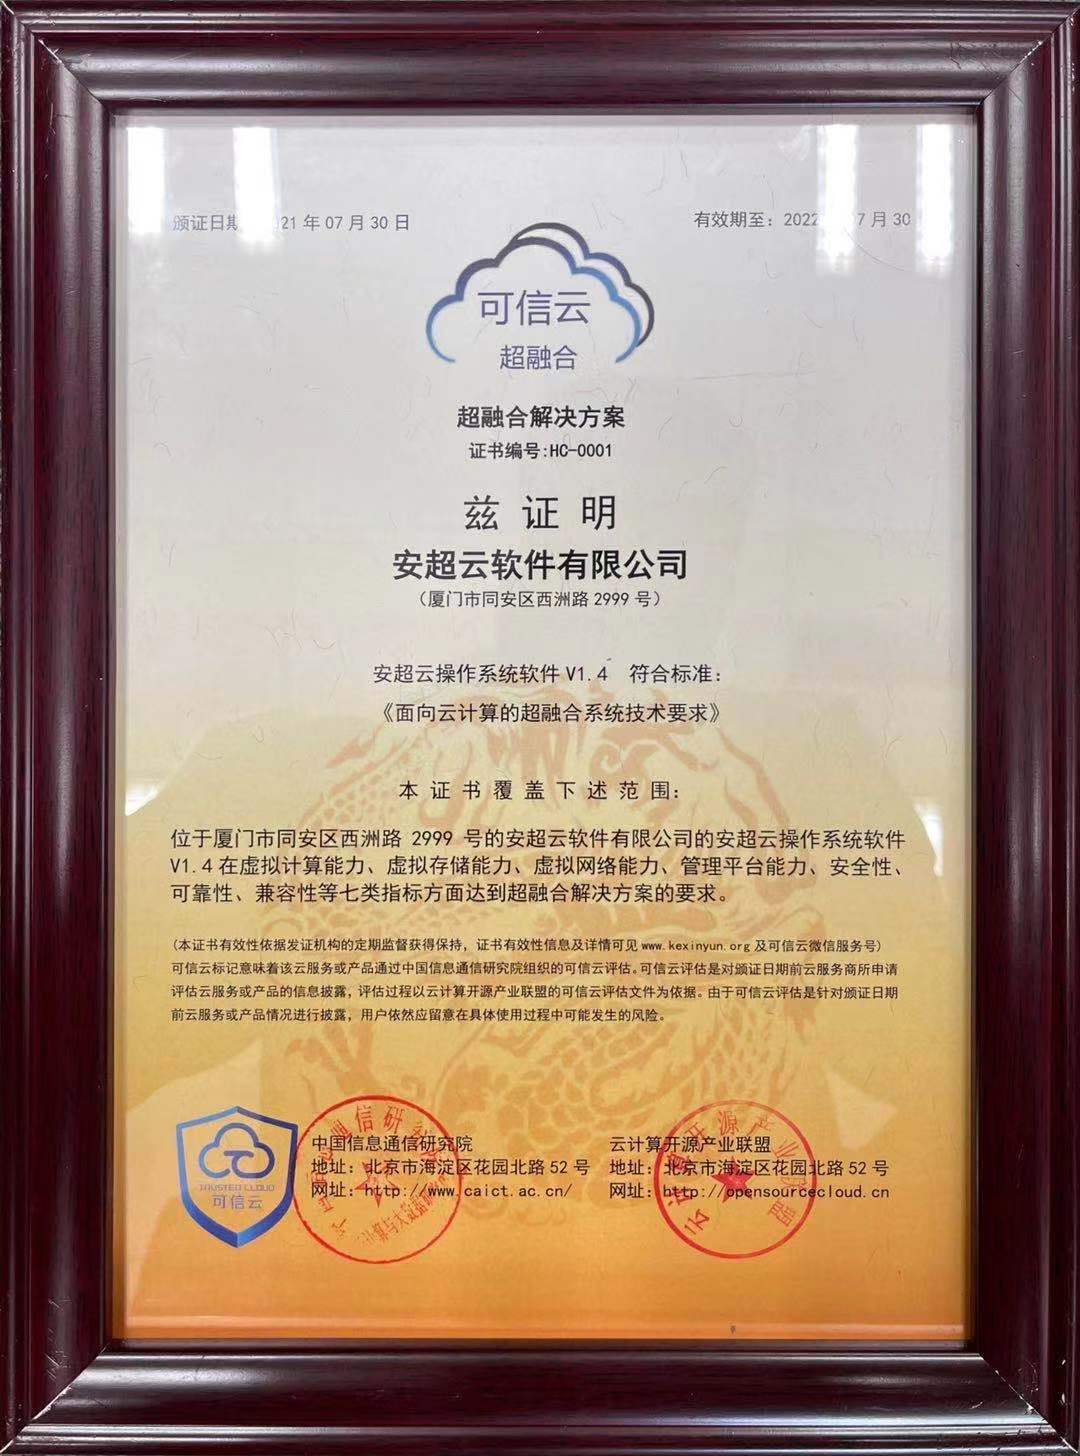 颁证日期 21 年 07 月 30 日
有效期至：2022 7 月 30
可信云
超融合
超融合解决方案
证书编号:HC-0001
兹 证 明
安超云软件有限公司
（厦门市同安区西洲路 2999 号）
安超云操作系统软件 V1.4 符合标准：
《面向云计算的超融合系统技术要求》
本 证 书 覆 盖 下 述 范 围：
位于厦门市同安区西洲路 2999 号的安超云软件有限公司的安超云操作系统软件
V1.4 在虚拟计算能力、虚拟存储能力、虚拟网络能力、管理平台能力、安全性、
可靠性、兼容性等七类指标方面达到超融合解决方案的要求。
(本证书有效性依据发证机构的定期监督获得保持，证书有效性信息及详情可见 www.kexinyun.org 及可信云微信服务号)
可信云标记意味着该云服务或产品通过中国信息通信研究院组织的可信云评估。可信云评估是对颁证日期前云服务商所申请
评估云服务或产品的信息披露，评估过程以云计算开源产业联盟的可信云评估文件为依据。由于可信云评估是针对颁证日期
前云服务或产品情况进行披露，用户依然应留意在具体使用过程中可能发生的风险。
TRUSTED CLOUD
可信云
中国信息通信研究院
地址：北京市海淀区花园北路 52 号
网址：http://www.caict.ac.cn/
云计算开源产业联盟
地址：北京市海淀区花园北路 52 号
网址：http://opensourcecloud.cn
云计算开源产业联盟